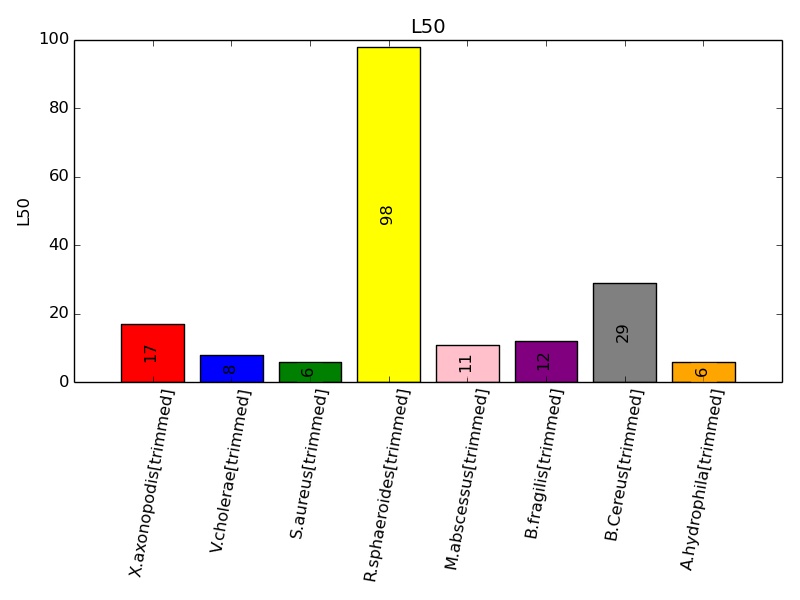 L50
100
80
60
40
20
0
L50
17
8
6
98
11
12
29
6
X.axonopodis[trimmed]
V.cholerae[trimmed]
S.aureus[trimmed]
R.sphaeroides[trimmed]
M.abscessus[trimmed]
B.fragilis[trimmed]
B.Cereus[trimmed]
A.hydrophila[trimmed]